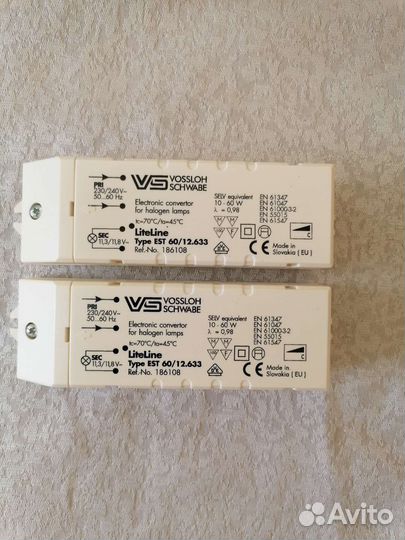 PRI
230/240V~
50...60 Hz
SEC
11,3/11,8 V~
VS VOSSLOH
SCHWABE
Electronic convertor
for halogen lamps
tc=70°C/ta=45°C
LiteLine
Type EST 60/12.633
Ref.-No. 186108
SELV equivalent
10 - 60 W
λ = 0,98
EN 61347
EN 61047
EN 61000-3-2
EN 55015
EN 61547
C
CE Made in
Slovakia ( EU )
PRI
230/240V~
50...60 Hz
SEC
11,3/11,8V~
VS VOSSLOH
SCHWABE
Electronic convertor
for halogen lamps
tc=70°C/ta=45°C
LiteLine
Type EST 60/12.633
Ref.-No. 186108
SELV equivalent
10 - 60 W
λ = 0,98
EN 61347
EN 61047
EN 61000-3-2
EN 55015
EN 61547
C
CE Made in
Slovakia ( EU )
Avito